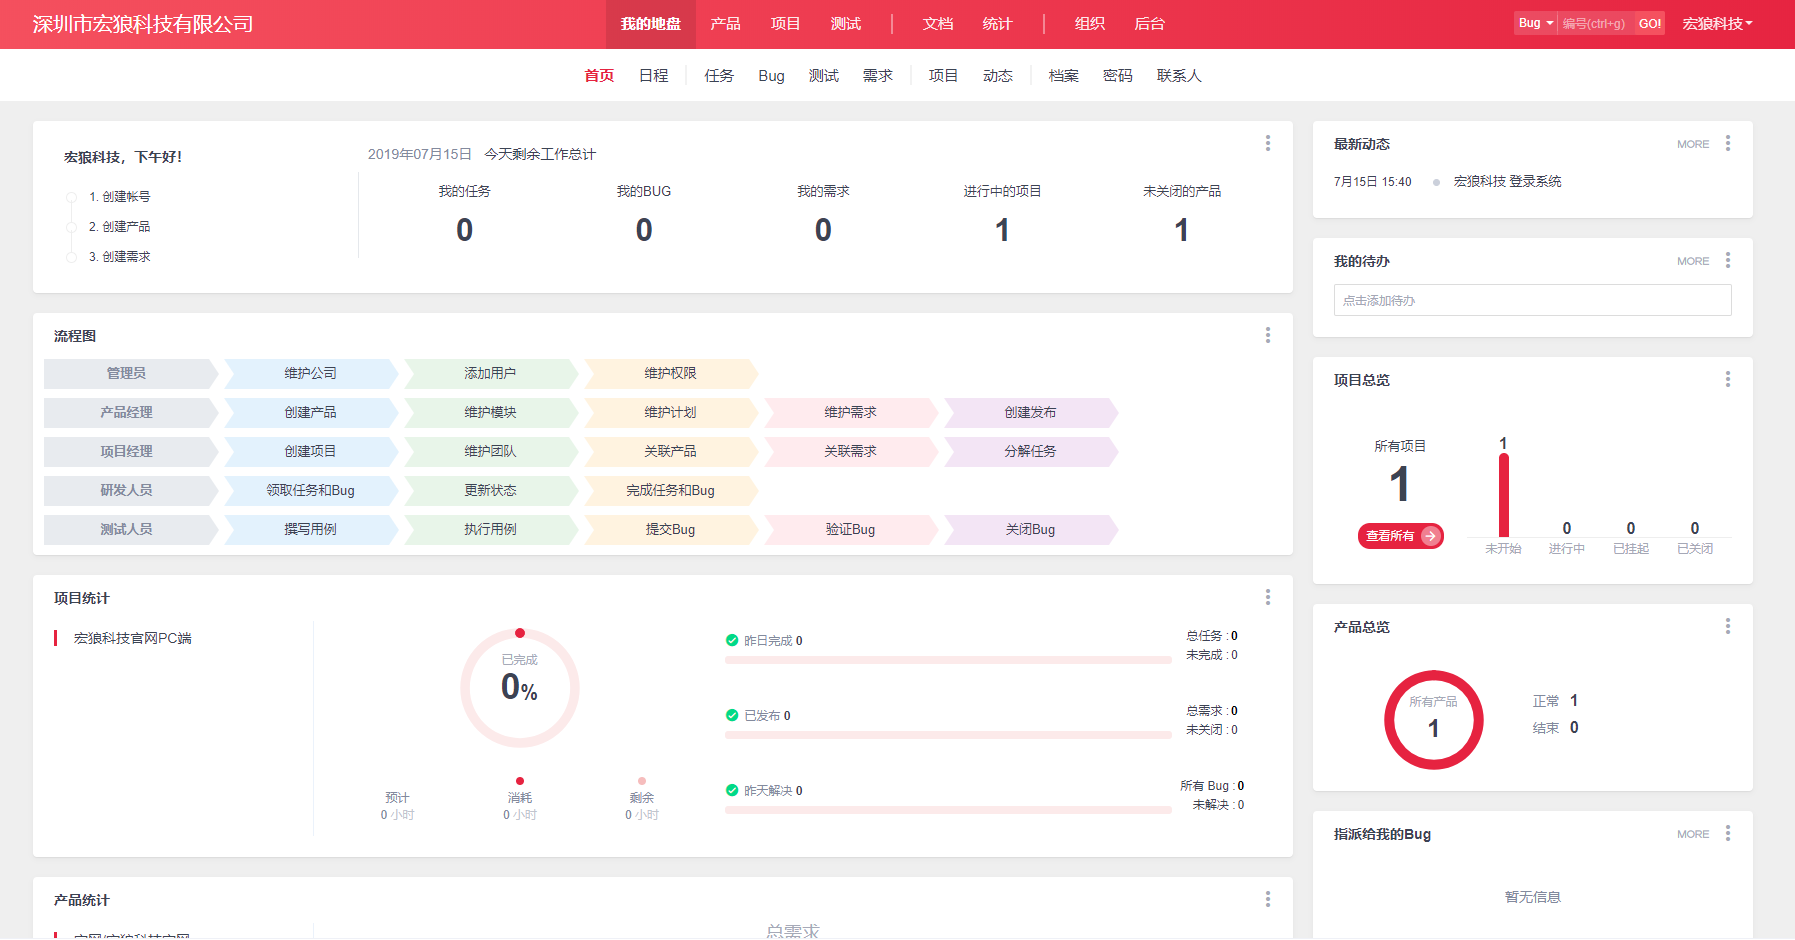 深圳市宏狼科技有限公司
我的地盘 产品 项目 测试 文档 统计 组织 后台
Bug 编号(ctrl+g) GO! 宏狼科技
首页 日程 任务 Bug 测试 需求 项目 动态 档案 密码 联系人
宏狼科技，下午好！
1. 创建帐号
2. 创建产品
3. 创建需求
2019年07月15日 今天剩余工作总计
我的任务 我的BUG 我的需求 进行中的项目 未关闭的产品
0 0 0 1 1
流程图
管理员 维护公司 添加用户 维护权限
产品经理 创建产品 维护模块 维护计划 维护需求 创建发布
项目经理 创建项目 维护团队 关联产品 关联需求 分解任务
研发人员 领取任务和Bug 更新状态 完成任务和Bug
测试人员 撰写用例 执行用例 提交Bug 验证Bug 关闭Bug
项目统计
宏狼科技官网PC端
已完成
0%
预计 消耗 剩余
0 小时 0 小时 0 小时
昨日完成 0
总任务 : 0
未完成 : 0
已发布 0
总需求 : 0
未关闭 : 0
昨天解决 0
所有 Bug : 0
未解决 : 0
产品统计
总需求
最新动态 MORE
7月15日 15:40 宏狼科技 登录系统
我的待办 MORE
点击添加待办
项目总览
所有项目
1
查看所有
1 0 0 0
未开始 进行中 已挂起 已关闭
产品总览
所有产品
1
正常 1
结束 0
指派给我的Bug MORE
暂无信息